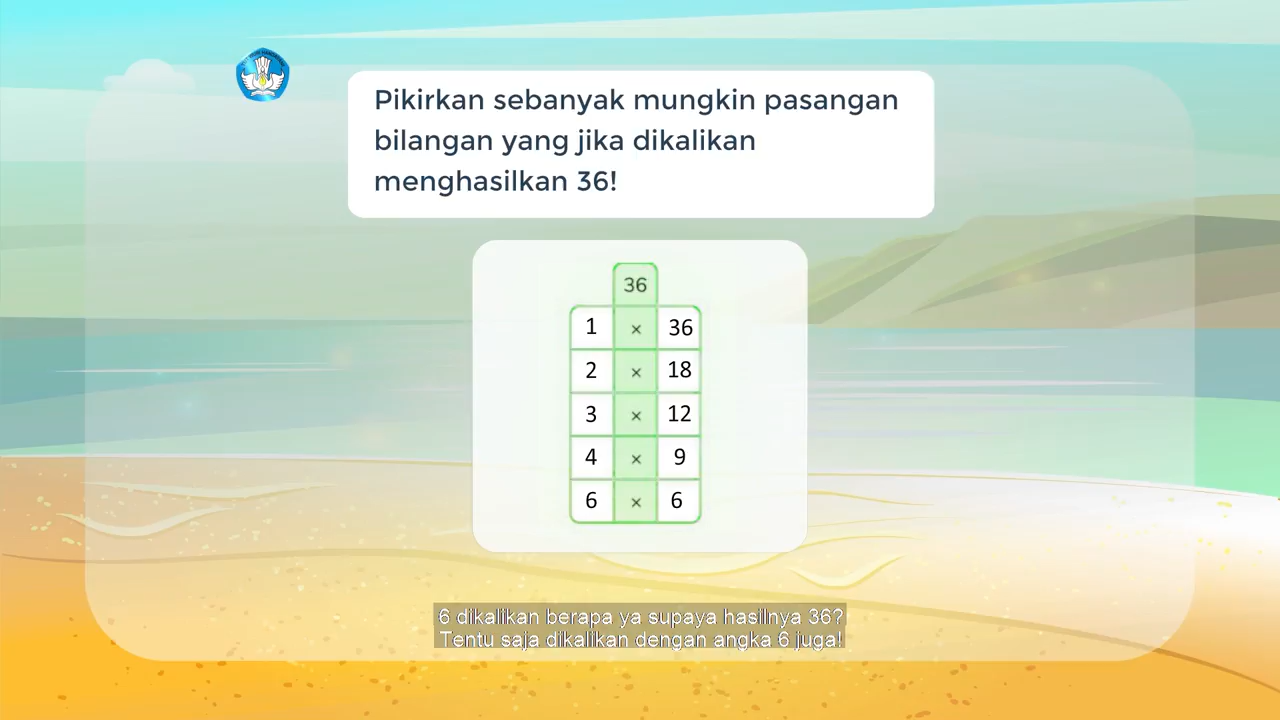 Pikirkan sebanyak mungkin pasangan
bilangan yang jika dikalikan
menghasilkan 36!
36
1 × 36
2 × 18
3 × 12
4 × 9
6 × 6
6 dikalikan berapa ya supaya hasilnya 36?
Tentu saja dikalikan dengan angka 6 juga!